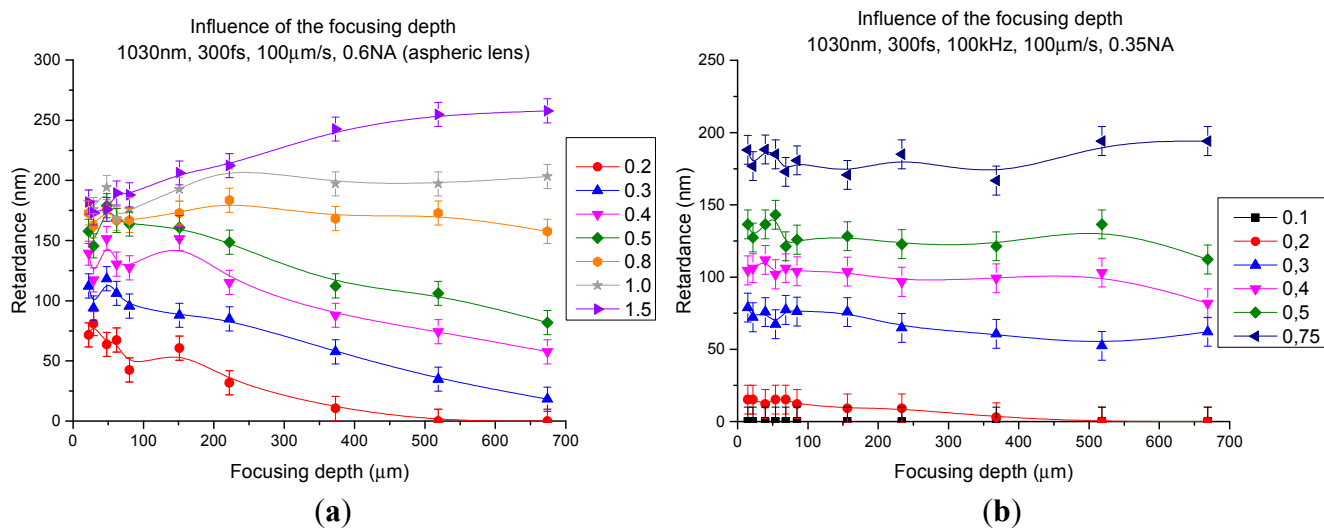 Influence of the focusing depth
1030nm, 300fs, 100μm/s, 0.6NA (aspheric lens)
300
250
200
150
100
50
0
Retardance (nm)
0 100 200 300 400 500 600 700
Focusing depth (μm)
0.2
0.3
0.4
0.5
0.8
1.0
1.5
(a)
Influence of the focusing depth
1030nm, 300fs, 100kHz, 100μm/s, 0.35NA
250
200
150
100
50
0
Retardance (nm)
0 100 200 300 400 500 600 700
Focusing depth (μm)
0.1
0,2
0,3
0,4
0,5
0,75
(b)